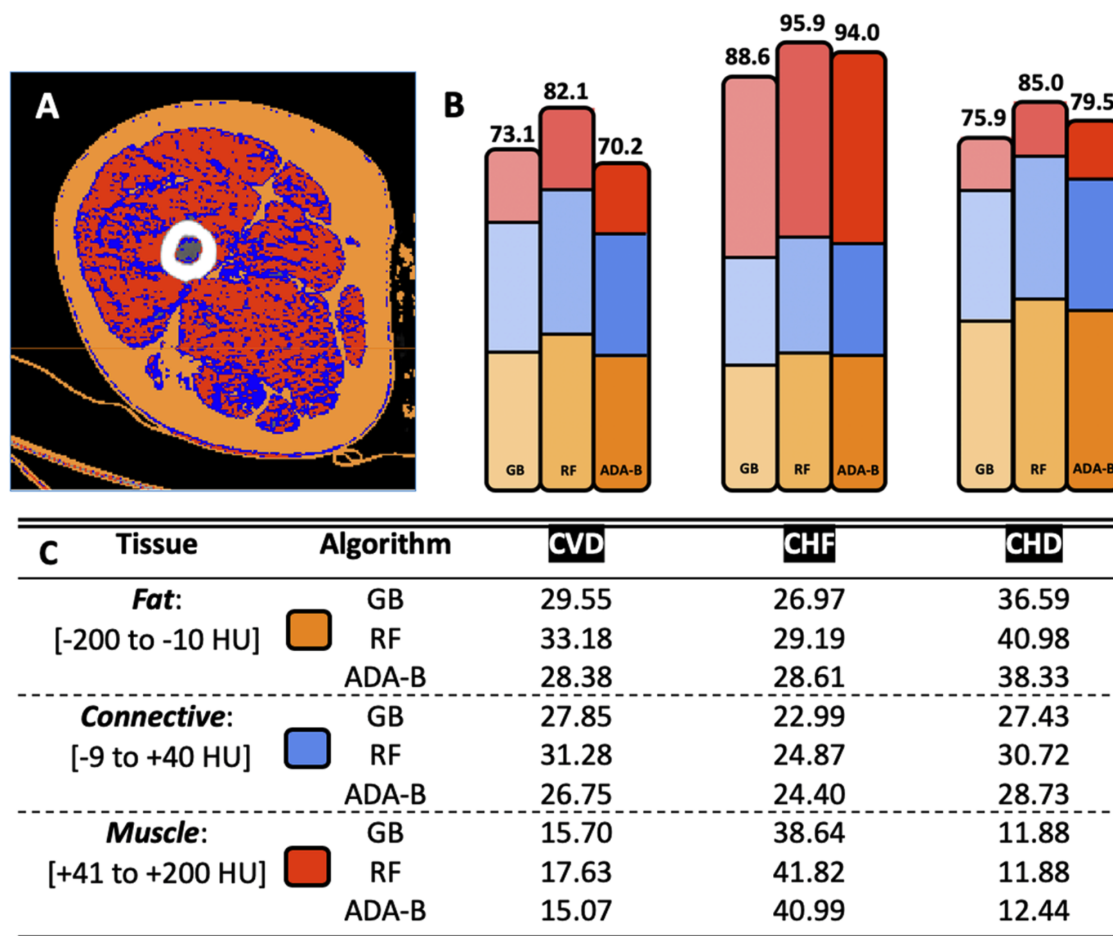 A
B
73.1
82.1
70.2
88.6
95.9
94.0
75.9
85.0
79.5
GB RF ADA-B
GB RF ADA-B
GB RF ADA-B
C Tissue Algorithm CVD CHF CHD
Fat: GB 29.55 26.97 36.59
[-200 to -10 HU] RF 33.18 29.19 40.98
ADA-B 28.38 28.61 38.33
Connective: GB 27.85 22.99 27.43
[-9 to +40 HU] RF 31.28 24.87 30.72
ADA-B 26.75 24.40 28.73
Muscle: GB 15.70 38.64 11.88
[+41 to +200 HU] RF 17.63 41.82 11.88
ADA-B 15.07 40.99 12.44